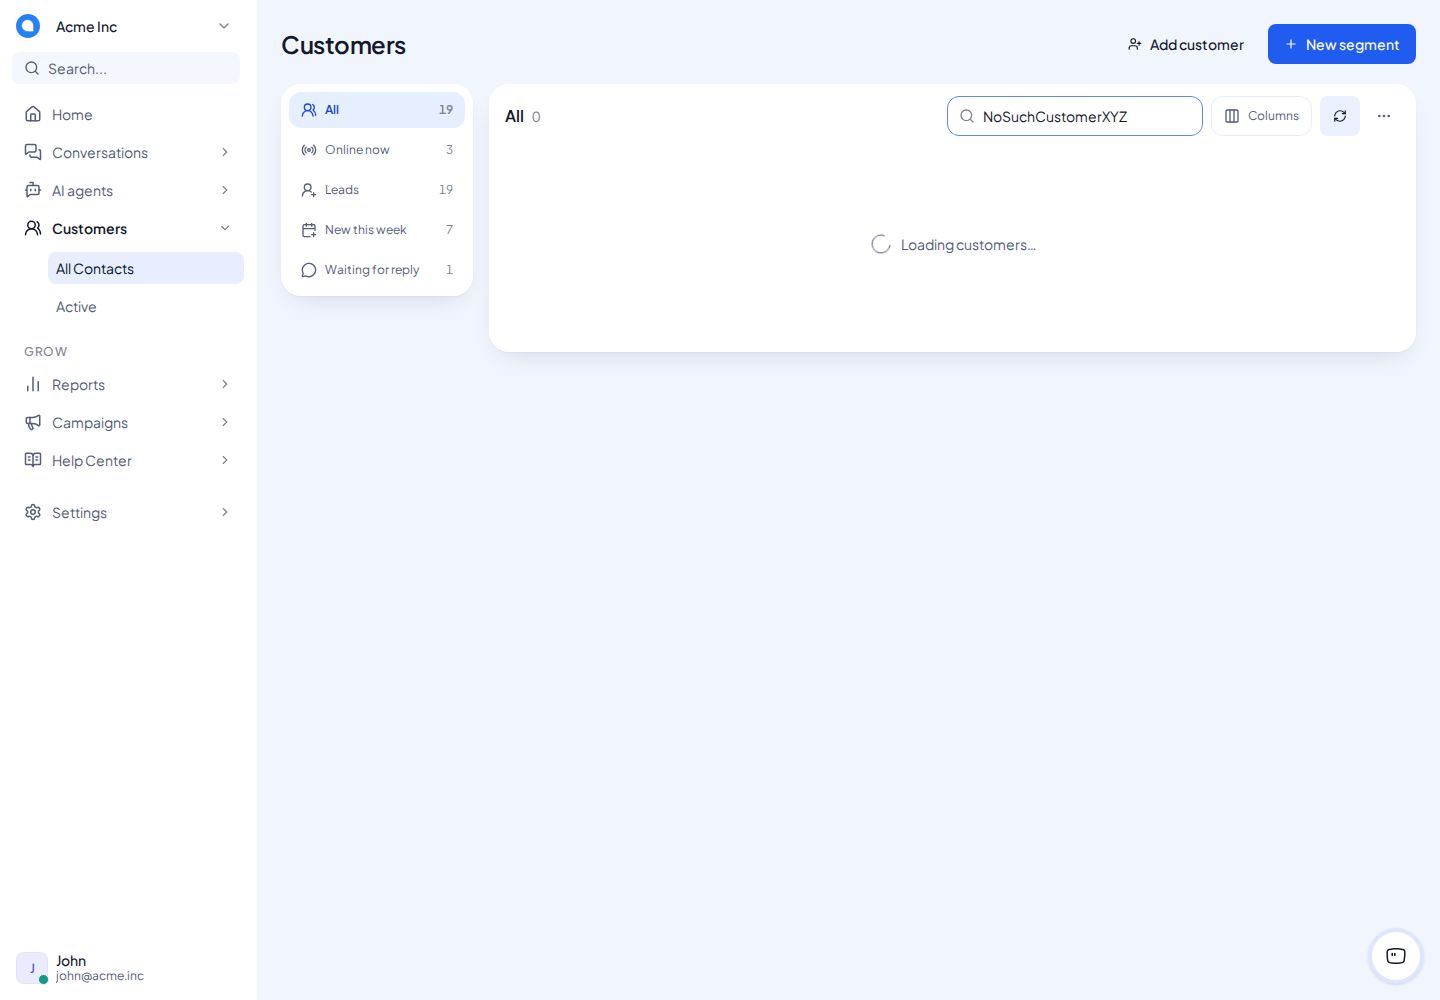 Acme Inc
Search...
Home
Conversations
AI agents
Customers
All Contacts
Active
GROW
Reports
Campaigns
Help Center
Settings
J
John
john@acme.inc
Customers
Add customer
New segment
All 19
Online now 3
Leads 19
New this week 7
Waiting for reply 1
All 0
NoSuchCustomerXYZ
Columns
Loading customers...